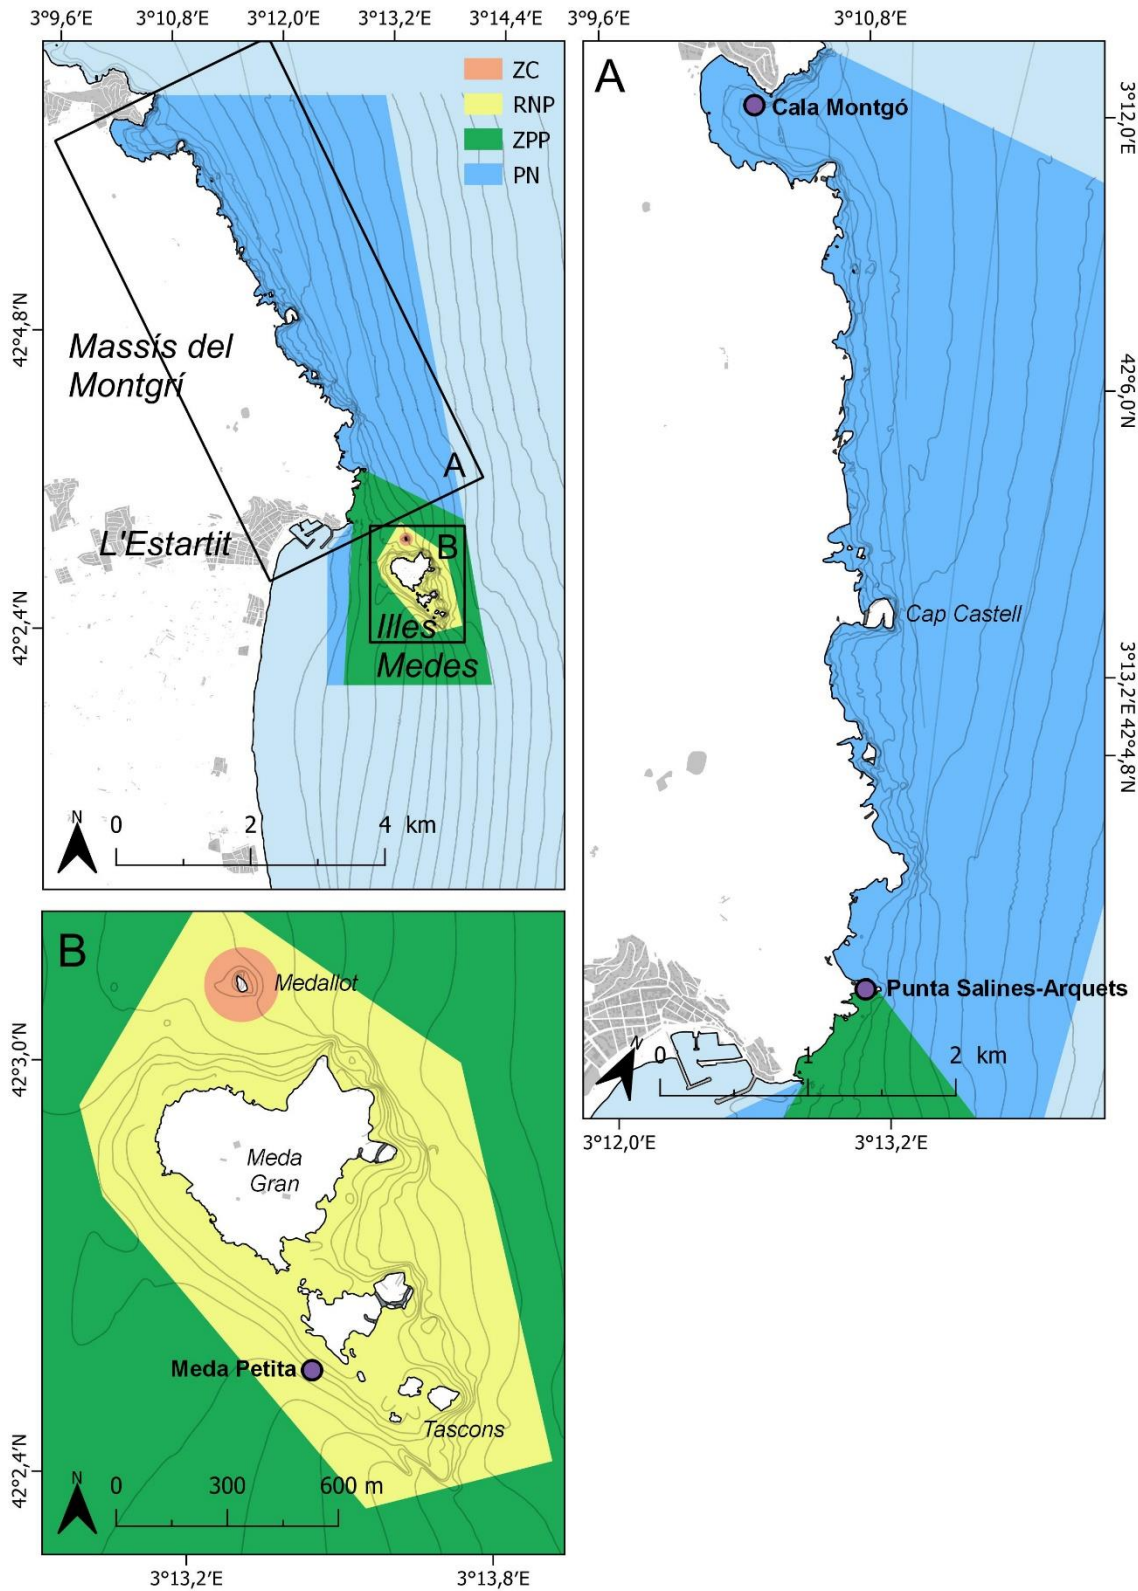 3°9,6'E 3°10,8'E 3°12,0'E 3°13,2'E 3°14,4'E
ZC
RNP
ZPP
PN
42°4,8'N
Massís del
Montgrí
A
L'Estartit
B
42°2,4'N
Illes
Medes
N
0 2 4 km
3°9,6'E 3°10,8'E
A
Cala Montgó
3°12,0'E
42°6,0'N
Cap Castell
3°13,2'E
42°4,8'N
Punta Salines-Arquets
N
0 1 2 km
3°12,0'E 3°13,2'E
B
Medallot
42°3,0'N
Meda
Gran
Meda Petita
Tascons
42°2,4'N
N
0 300 600 m
3°13,2'E 3°13,8'E